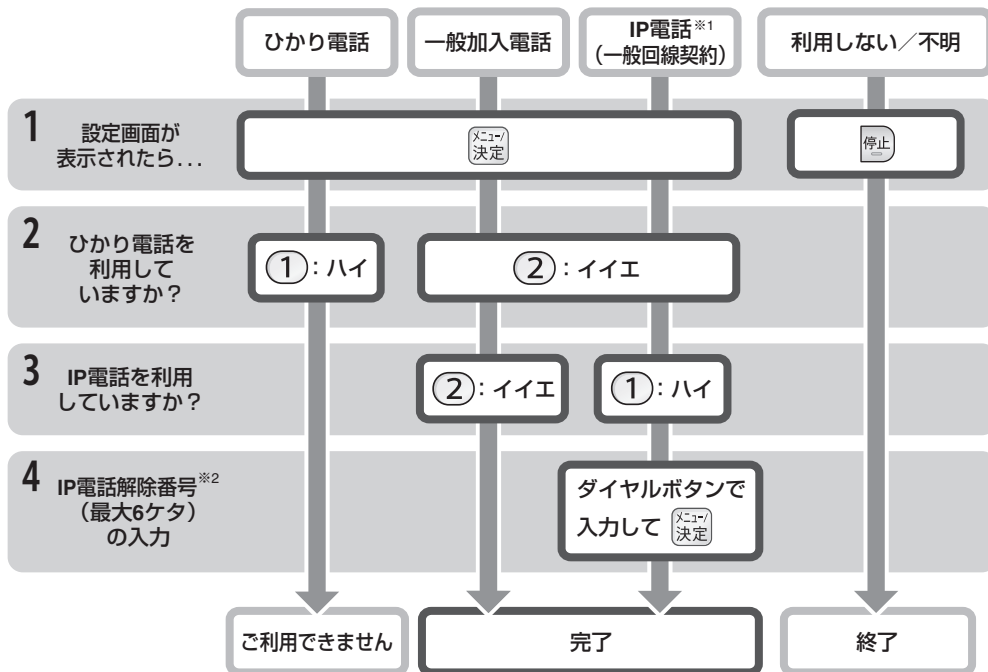 ひかり電話
一般加入電話
IP電話※1
（一般回線契約）
利用しない／不明
1
設定画面が
表示されたら...
メニュー/
決定
停止
2
ひかり電話を
利用して
いますか？
1：ハイ
2：イイエ
3
IP電話を利用
していますか？
2：イイエ
1：ハイ
4
IP電話解除番号※2
（最大6ケタ）
の入力
ダイヤルボタンで
入力して メニュー/決定
ご利用できません
完了
終了